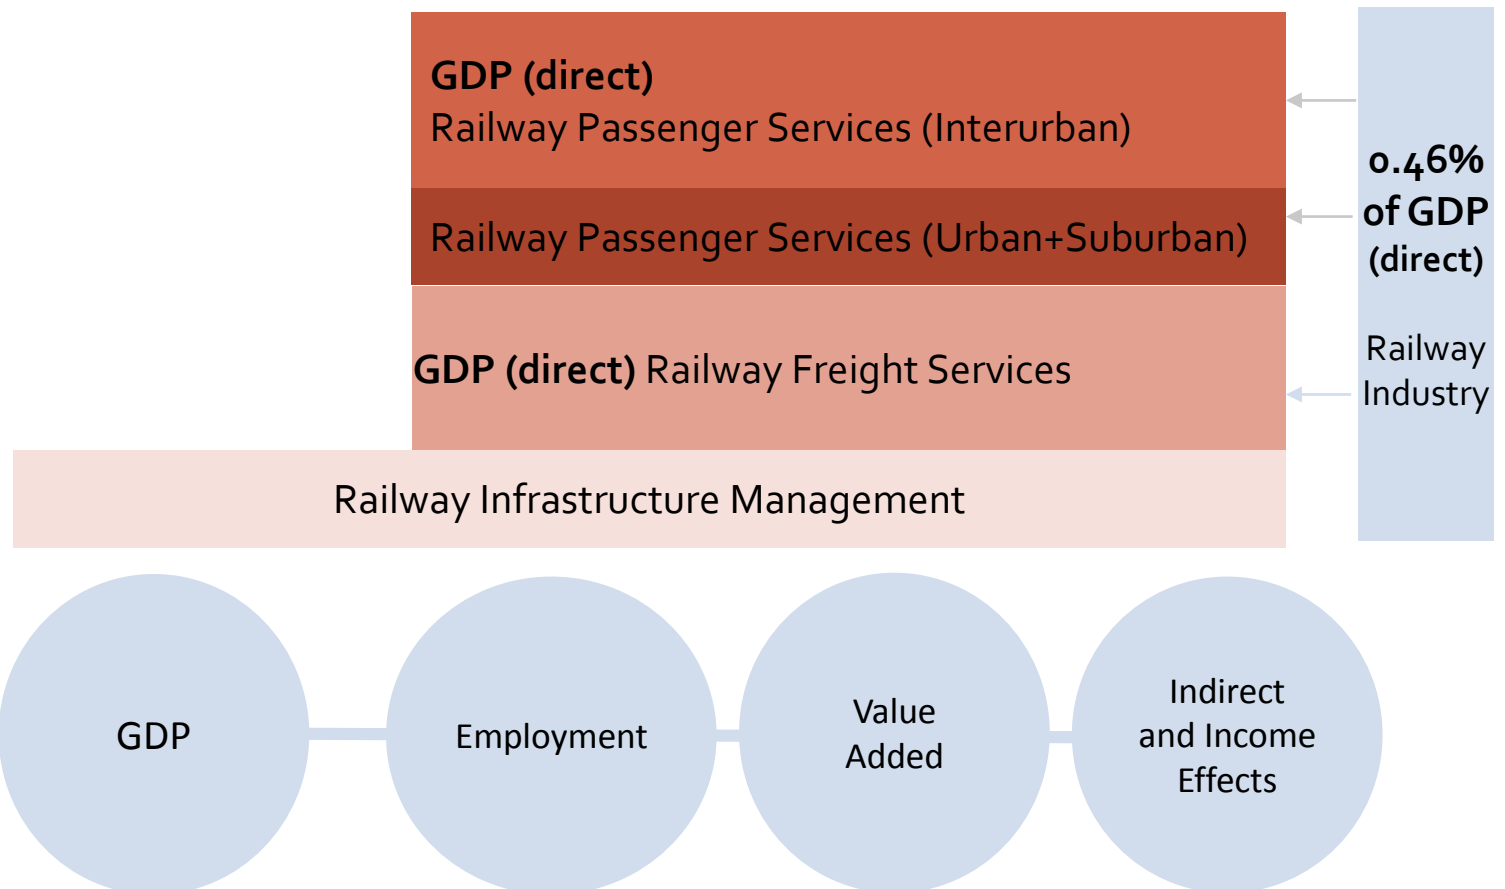 GDP (direct)
Railway Passenger Services (Interurban)
Railway Passenger Services (Urban+Suburban)
GDP (direct) Railway Freight Services
Railway Infrastructure Management
0.46%
of GDP
(direct)
Railway
Industry
GDP
Employment
Value
Added
Indirect
and Income
Effects